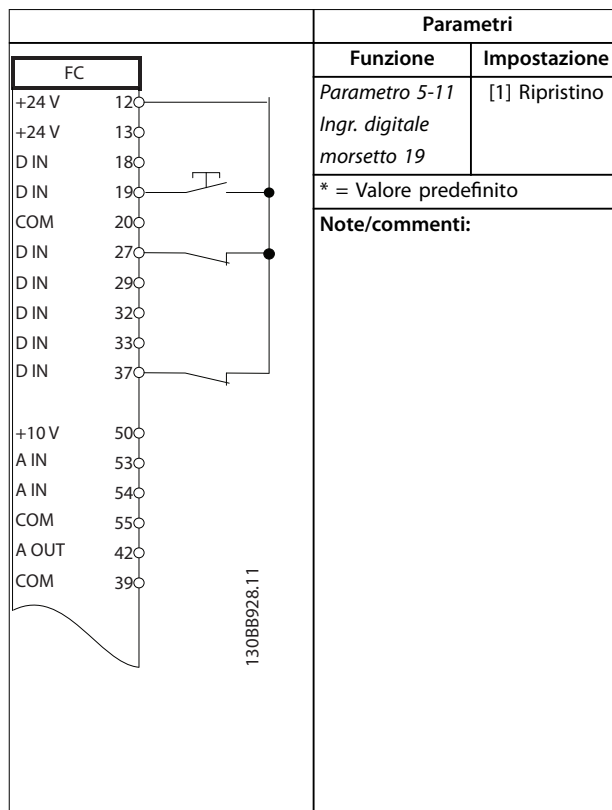 FC
+24 V 12
+24 V 13
D IN 18
D IN 19
COM 20
D IN 27
D IN 29
D IN 32
D IN 33
D IN 37
+10 V 50
A IN 53
A IN 54
COM 55
A OUT 42
COM 39
130BB928.11
Parametri
Funzione Impostazione
Parametro 5-11 [1] Ripristino
Ingr. digitale
morsetto 19
* = Valore predefinito
Note/commenti: